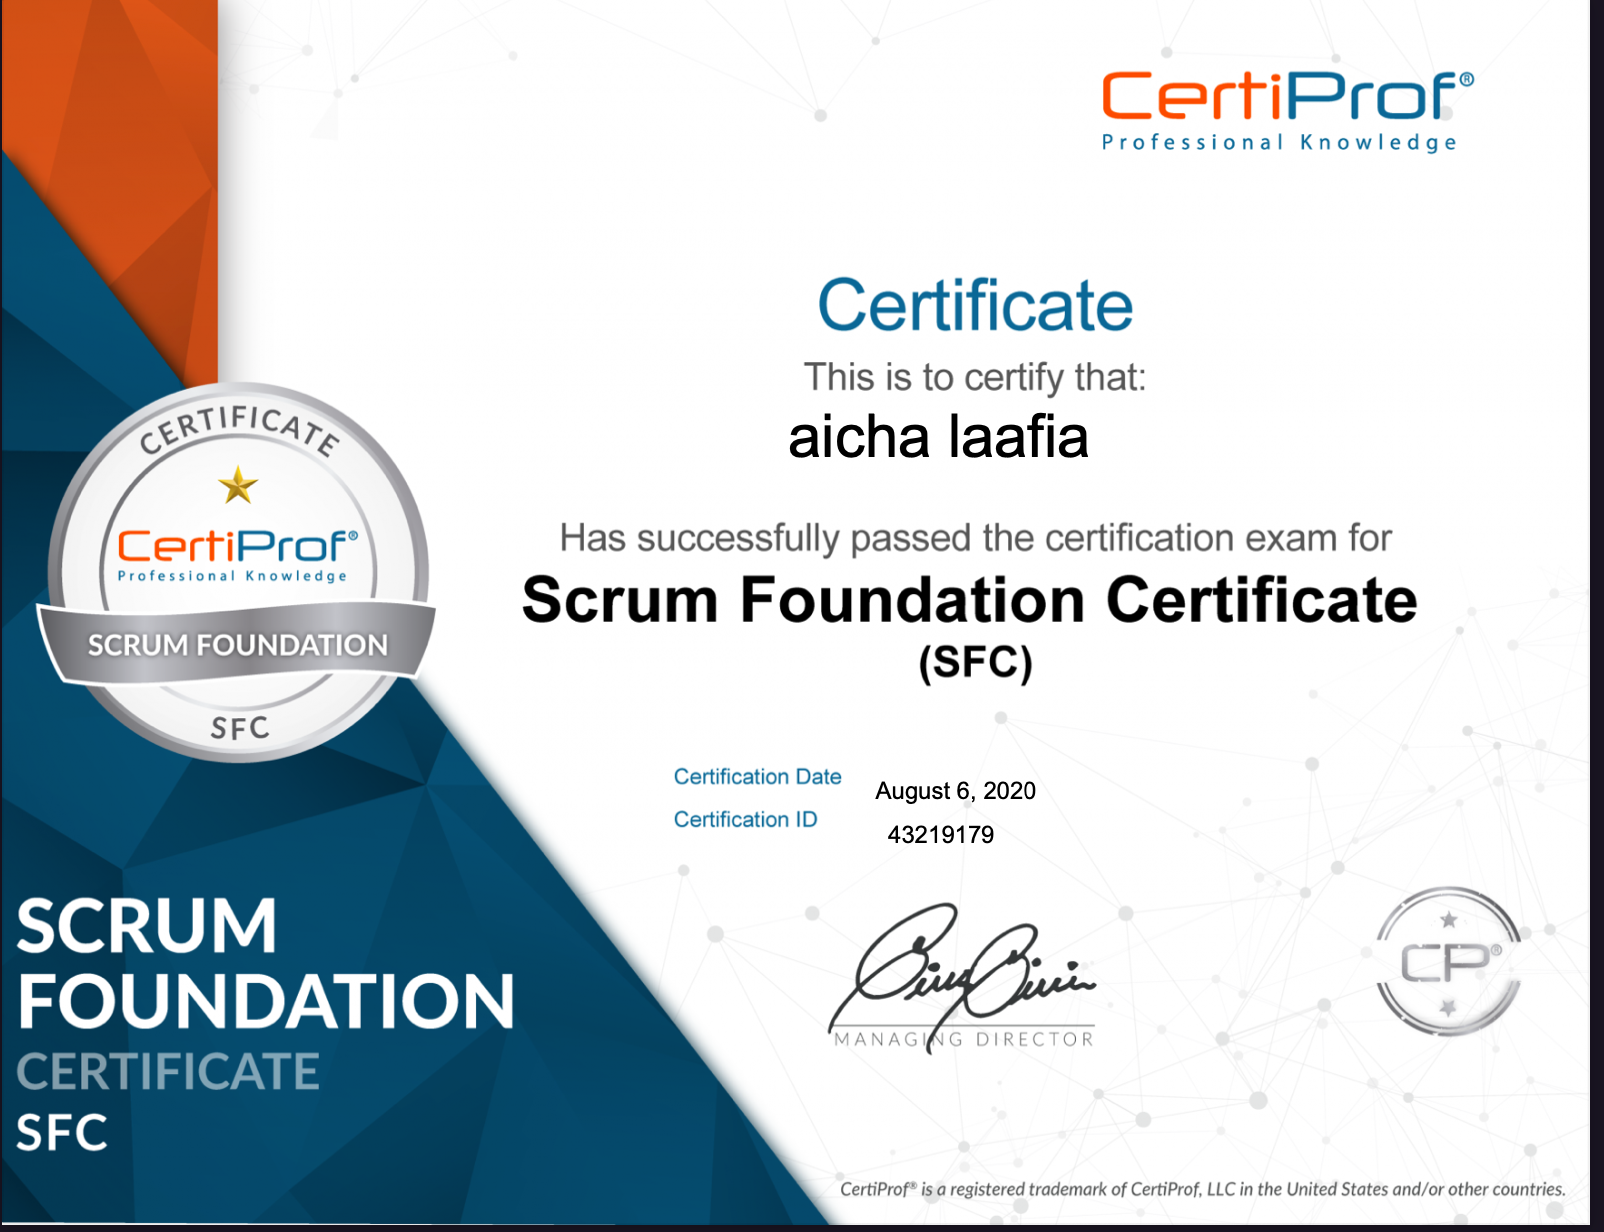 CertiProf®
Professional Knowledge
Certificate
This is to certify that:
aicha laafia
Has successfully passed the certification exam for
Scrum Foundation Certificate
(SFC)
CERTIFICATE
CertiProf®
Professional Knowledge
SCRUM FOUNDATION
SFC
Certification Date
August 6, 2020
Certification ID
43219179
MANAGING DIRECTOR
CP®
SCRUM
FOUNDATION
CERTIFICATE
SFC
CertiProf® is a registered trademark of CertiProf, LLC in the United States and/or other countries.